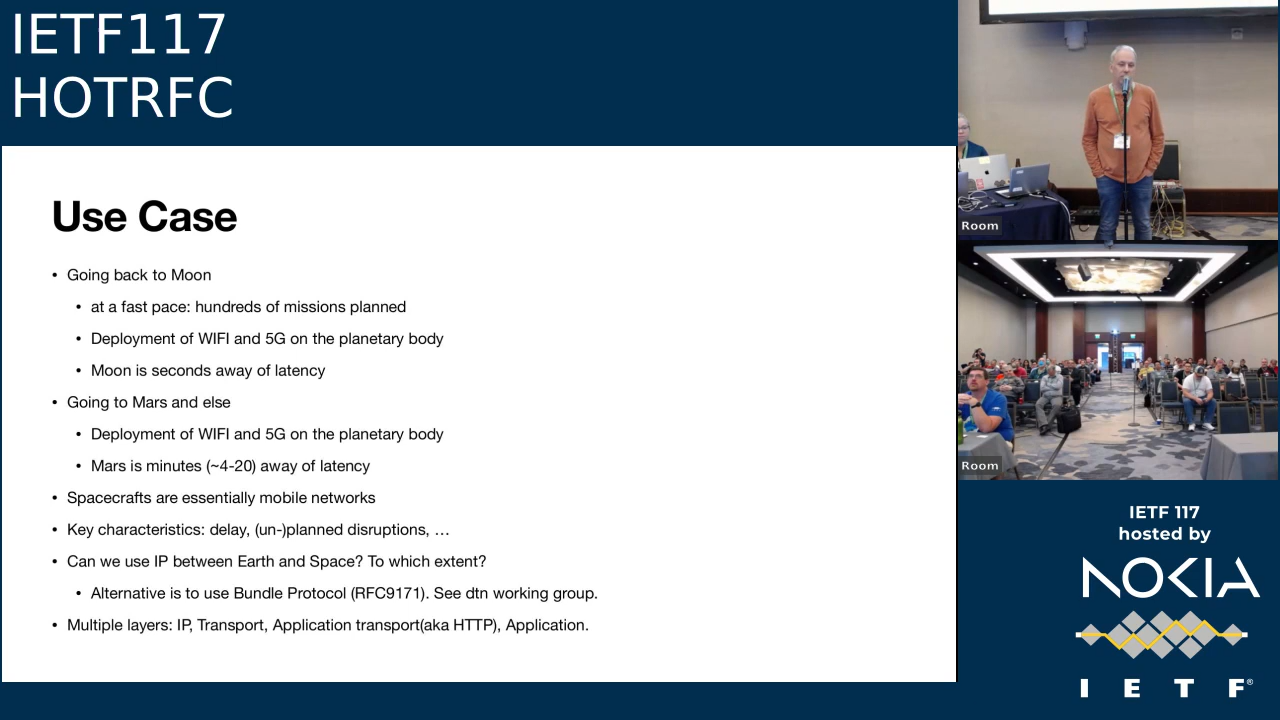 IETF117
HOTRFC
Use Case
• Going back to Moon
• at a fast pace: hundreds of missions planned
• Deployment of WIFI and 5G on the planetary body
• Moon is seconds away of latency
• Going to Mars and else
• Deployment of WIFI and 5G on the planetary body
• Mars is minutes (~4-20) away of latency
• Spacecrafts are essentially mobile networks
• Key characteristics: delay, (un-)planned disruptions, …
• Can we use IP between Earth and Space? To which extent?
• Alternative is to use Bundle Protocol (RFC9171). See dtn working group.
• Multiple layers: IP, Transport, Application transport(aka HTTP), Application.
Room
Room
IETF 117
hosted by
NOKIA
I E T F®